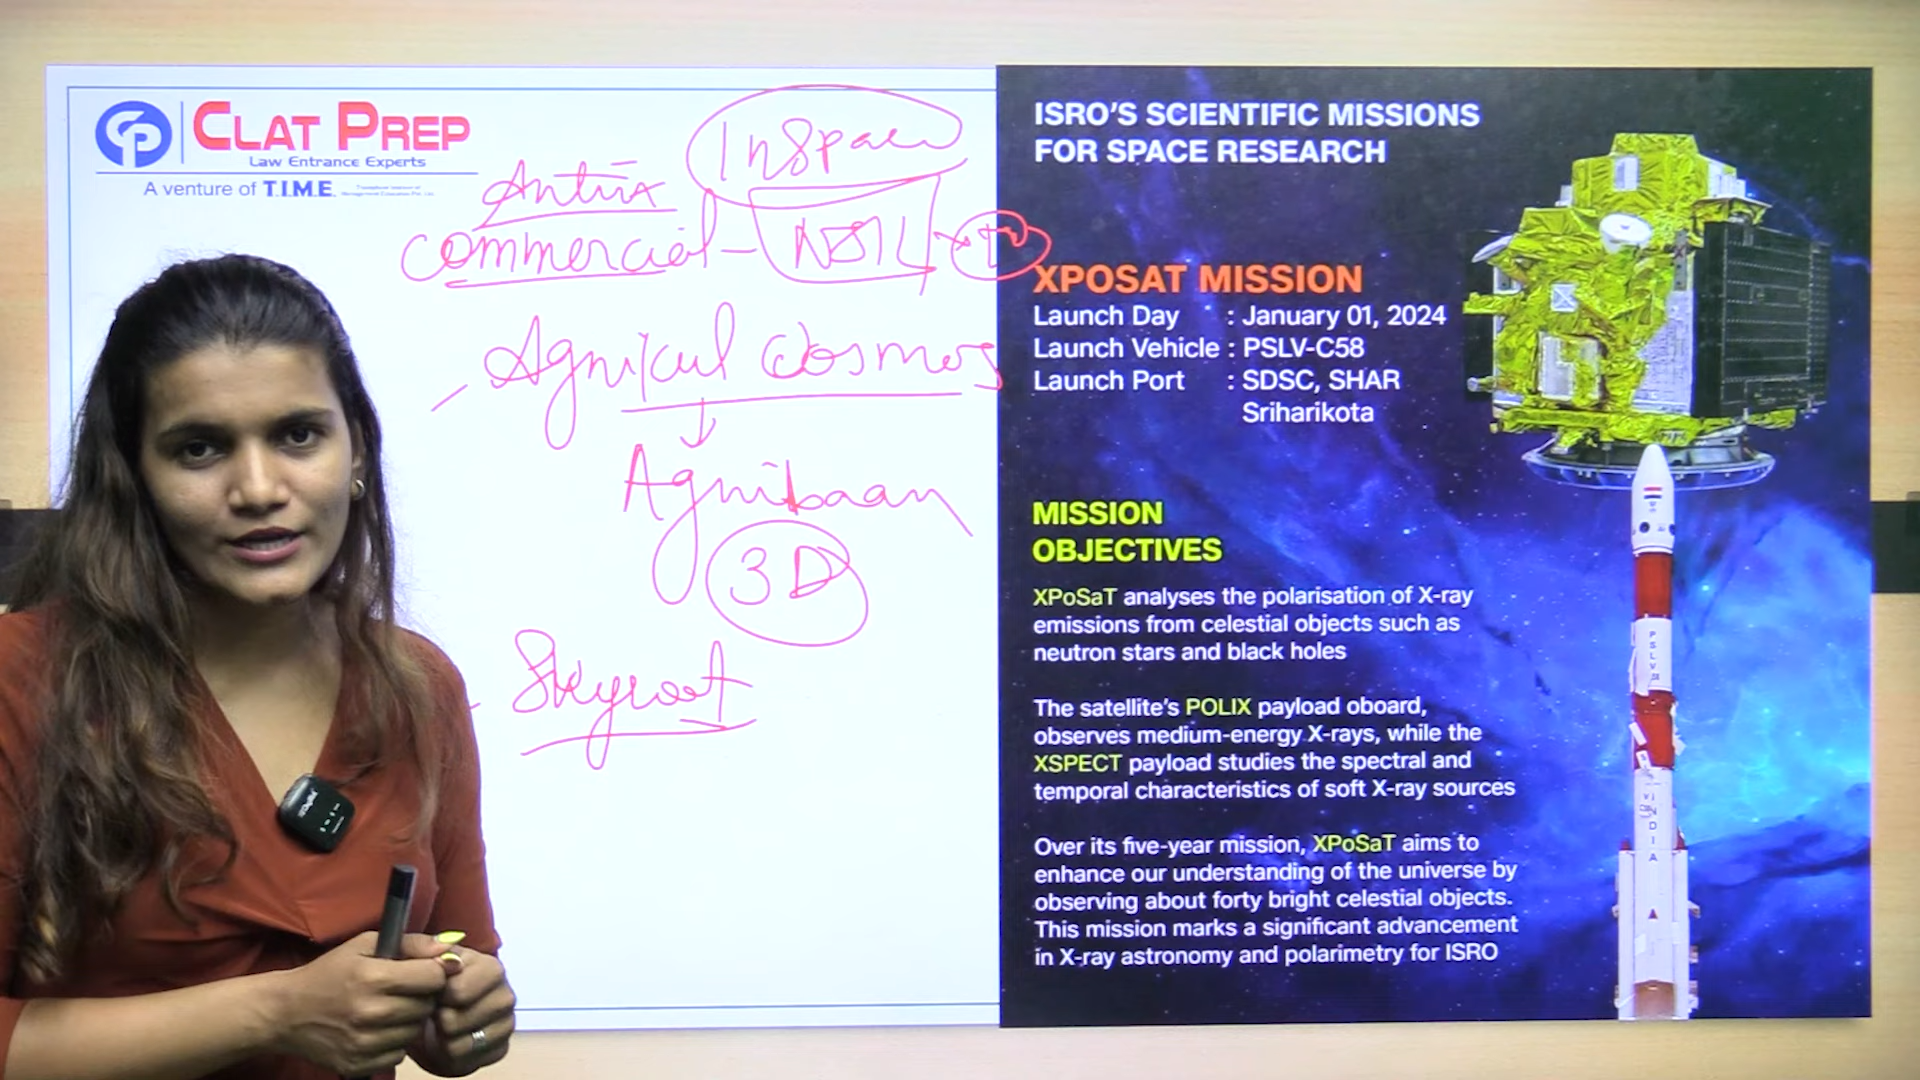 CLAT PREP
Law Entrance Experts
A venture of T.I.M.E.
InSpace
Antrix
commercial - NSIL
Agnikul Cosmos
Agnibaan
3D
Skyroot
ISRO'S SCIENTIFIC MISSIONS
FOR SPACE RESEARCH
XPOSAT MISSION
Launch Day : January 01, 2024
Launch Vehicle : PSLV-C58
Launch Port : SDSC, SHAR
Sriharikota
MISSION
OBJECTIVES
XPoSaT analyses the polarisation of X-ray
emissions from celestial objects such as
neutron stars and black holes
The satellite's POLIX payload oboard,
observes medium-energy X-rays, while the
XSPECT payload studies the spectral and
temporal characteristics of soft X-ray sources
Over its five-year mission, XPoSaT aims to
enhance our understanding of the universe by
observing about forty bright celestial objects.
This mission marks a significant advancement
in X-ray astronomy and polarimetry for ISRO
PSLV
INDIA